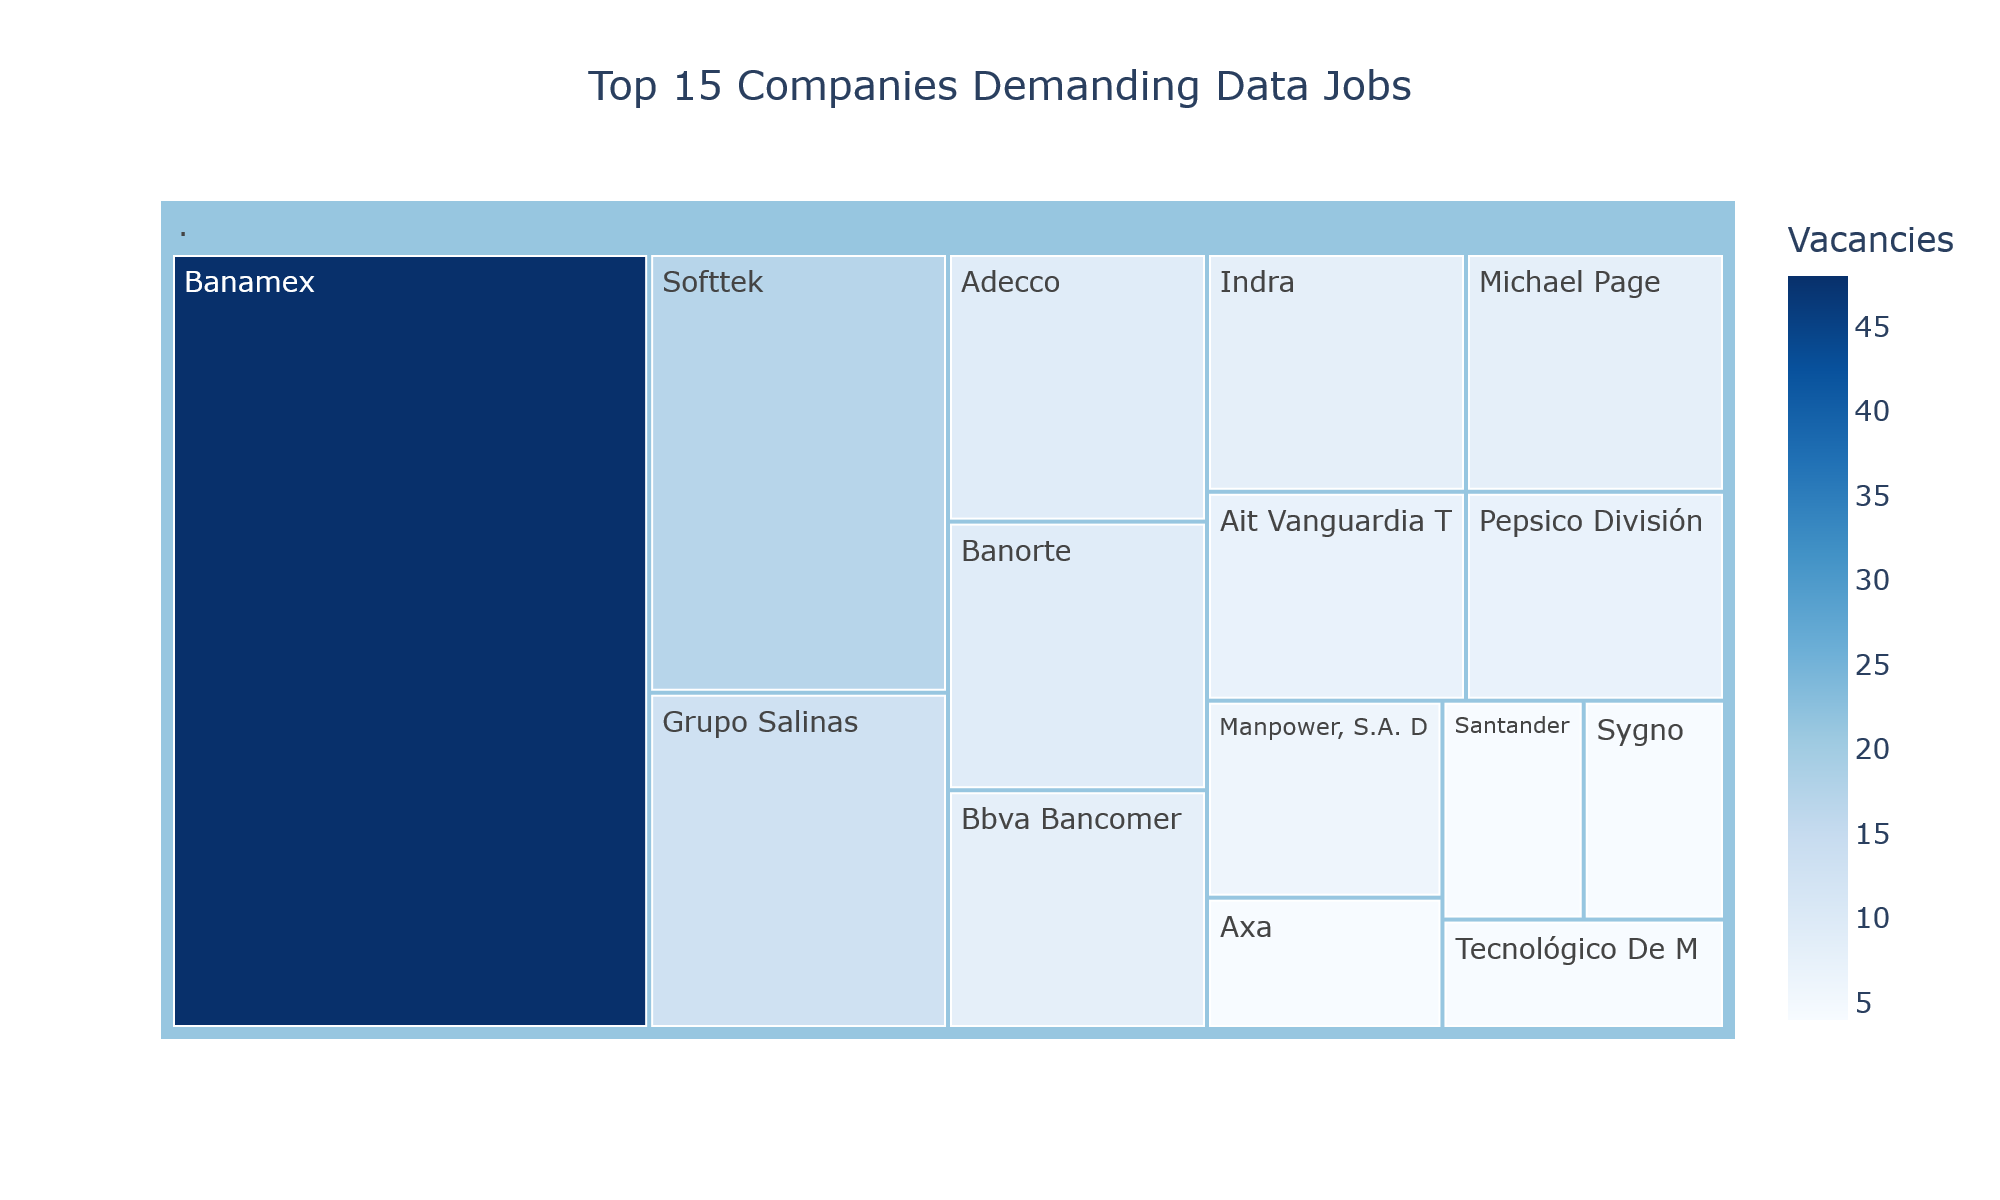 Top 15 Companies Demanding Data Jobs
.
Banamex
Softtek
Grupo Salinas
Adecco
Banorte
Bbva Bancomer
Indra
Michael Page
Ait Vanguardia T
Pepsico División
Manpower, S.A. D
Santander
Sygno
Axa
Tecnológico De M
Vacancies
45
40
35
30
25
20
15
10
5